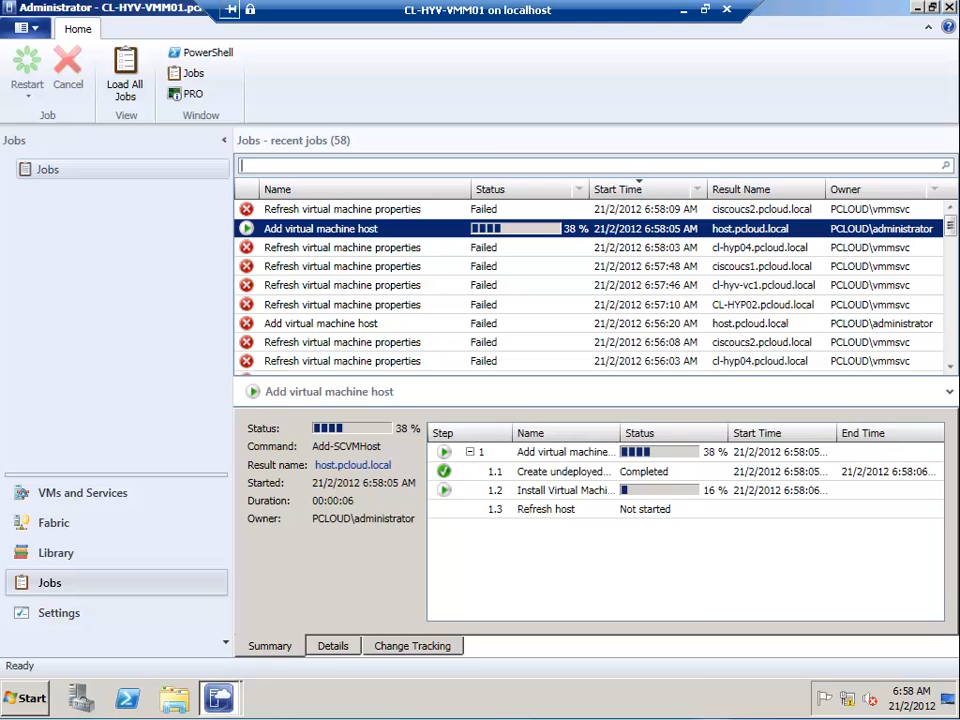 Administrator - CL-HYV-VMM01.pc
CL-HYV-VMM01 on localhost
Home
Restart
Cancel
Load All
Jobs
PowerShell
Jobs
PRO
Job
View
Window
Jobs
Jobs
Jobs - recent jobs (58)
Name Status Start Time Result Name Owner
Refresh virtual machine properties Failed 21/2/2012 6:58:09 AM ciscoucs2.pcloud.local PCLOUD\vmmsvc
Add virtual machine host 38 % 21/2/2012 6:58:05 AM host.pcloud.local PCLOUD\administrator
Refresh virtual machine properties Failed 21/2/2012 6:58:03 AM cl-hyp04.pcloud.local PCLOUD\vmmsvc
Refresh virtual machine properties Failed 21/2/2012 6:57:48 AM ciscoucs1.pcloud.local PCLOUD\vmmsvc
Refresh virtual machine properties Failed 21/2/2012 6:57:46 AM cl-hyv-vc1.pcloud.local PCLOUD\vmmsvc
Refresh virtual machine properties Failed 21/2/2012 6:57:10 AM CL-HYP02.pcloud.local PCLOUD\vmmsvc
Add virtual machine host Failed 21/2/2012 6:56:20 AM host.pcloud.local PCLOUD\administrator
Refresh virtual machine properties Failed 21/2/2012 6:56:08 AM ciscoucs2.pcloud.local PCLOUD\vmmsvc
Refresh virtual machine properties Failed 21/2/2012 6:56:03 AM cl-hyp04.pcloud.local PCLOUD\vmmsvc
Add virtual machine host
Status: 38 %
Command: Add-SCVMHost
Result name: host.pcloud.local
Started: 21/2/2012 6:58:05 AM
Duration: 00:00:06
Owner: PCLOUD\administrator
Step Name Status Start Time End Time
1 Add virtual machine... 38 % 21/2/2012 6:58:05...
1.1 Create undeployed... Completed 21/2/2012 6:58:05... 21/2/2012 6:58:06...
1.2 Install Virtual Machi... 16 % 21/2/2012 6:58:06...
1.3 Refresh host Not started
VMs and Services
Fabric
Library
Jobs
Settings
Summary
Details
Change Tracking
Ready
Start
6:58 AM
21/2/2012